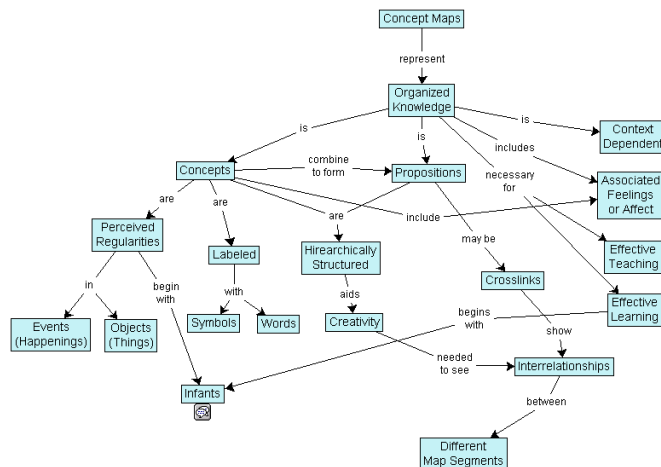 Concept Maps
represent
Organized
Knowledge
is
is
is
includes
Context
Dependent
Concepts
combine
to form
Propositions
necessary
for
Associated
Feelings
or Affect
are
are
are
include
Perceived
Regularities
Labeled
Hirearchically
Structured
may be
Effective
Teaching
in
begin
with
with
aids
Crosslinks
Effective
Learning
Events
(Happenings)
Objects
(Things)
Symbols
Words
Creativity
begins
with
show
needed
to see
Interrelationships
Infants
between
Different
Map Segments